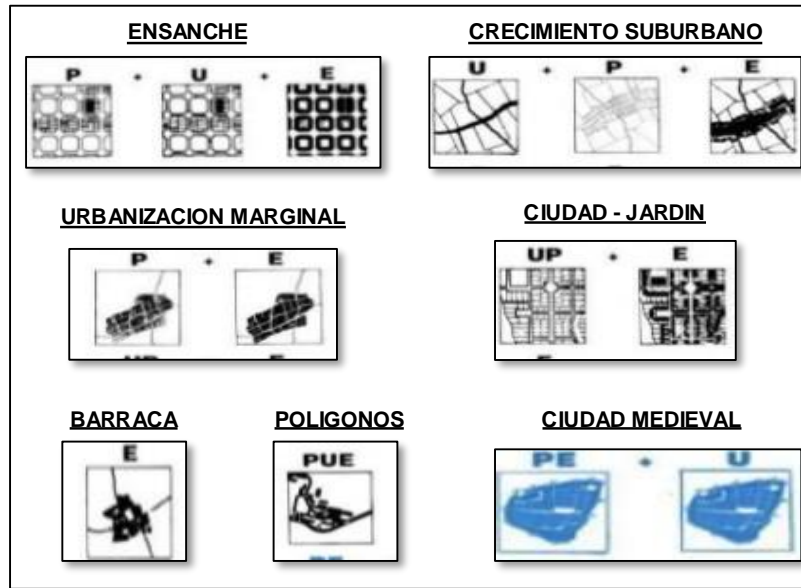 ENSANCHE
P + U + E
CRECIMIENTO SUBURBANO
U + P + E
URBANIZACION MARGINAL
P + E
CIUDAD - JARDIN
UP + E
BARRACA
E
POLIGONOS
PUE
CIUDAD MEDIEVAL
PE + U